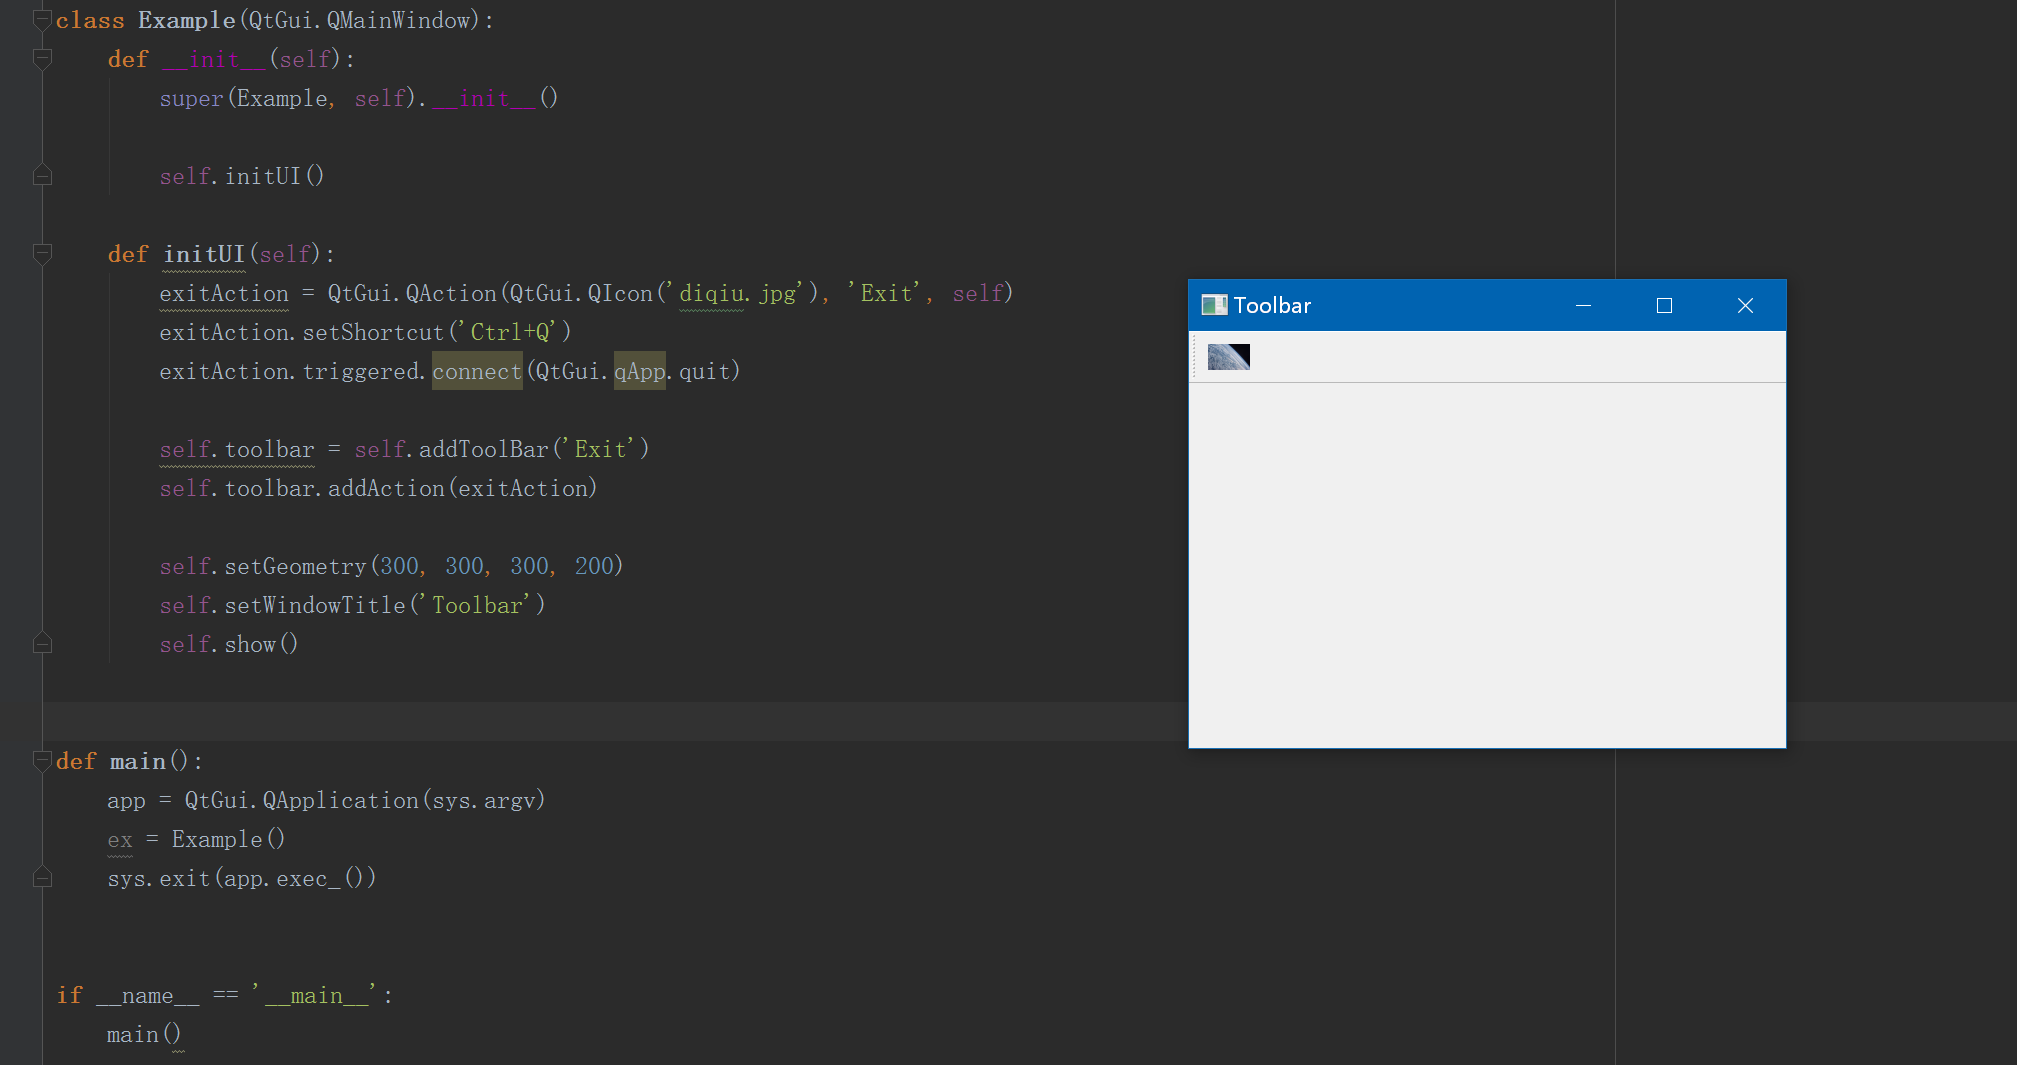 class Example(QtGui.QMainWindow):
    def __init__(self):
        super(Example, self).__init__()
        self.initUI()
    def initUI(self):
        exitAction = QtGui.QAction(QtGui.QIcon('diqiu.jpg'), 'Exit', self)
        exitAction.setShortcut('Ctrl+Q')
        exitAction.triggered.connect(QtGui.qApp.quit)
        self.toolbar = self.addToolBar('Exit')
        self.toolbar.addAction(exitAction)
        self.setGeometry(300, 300, 300, 200)
        self.setWindowTitle('Toolbar')
        self.show()
def main():
    app = QtGui.QApplication(sys.argv)
    ex = Example()
    sys.exit(app.exec_())
if __name__ == '__main__':
    main()
Toolbar